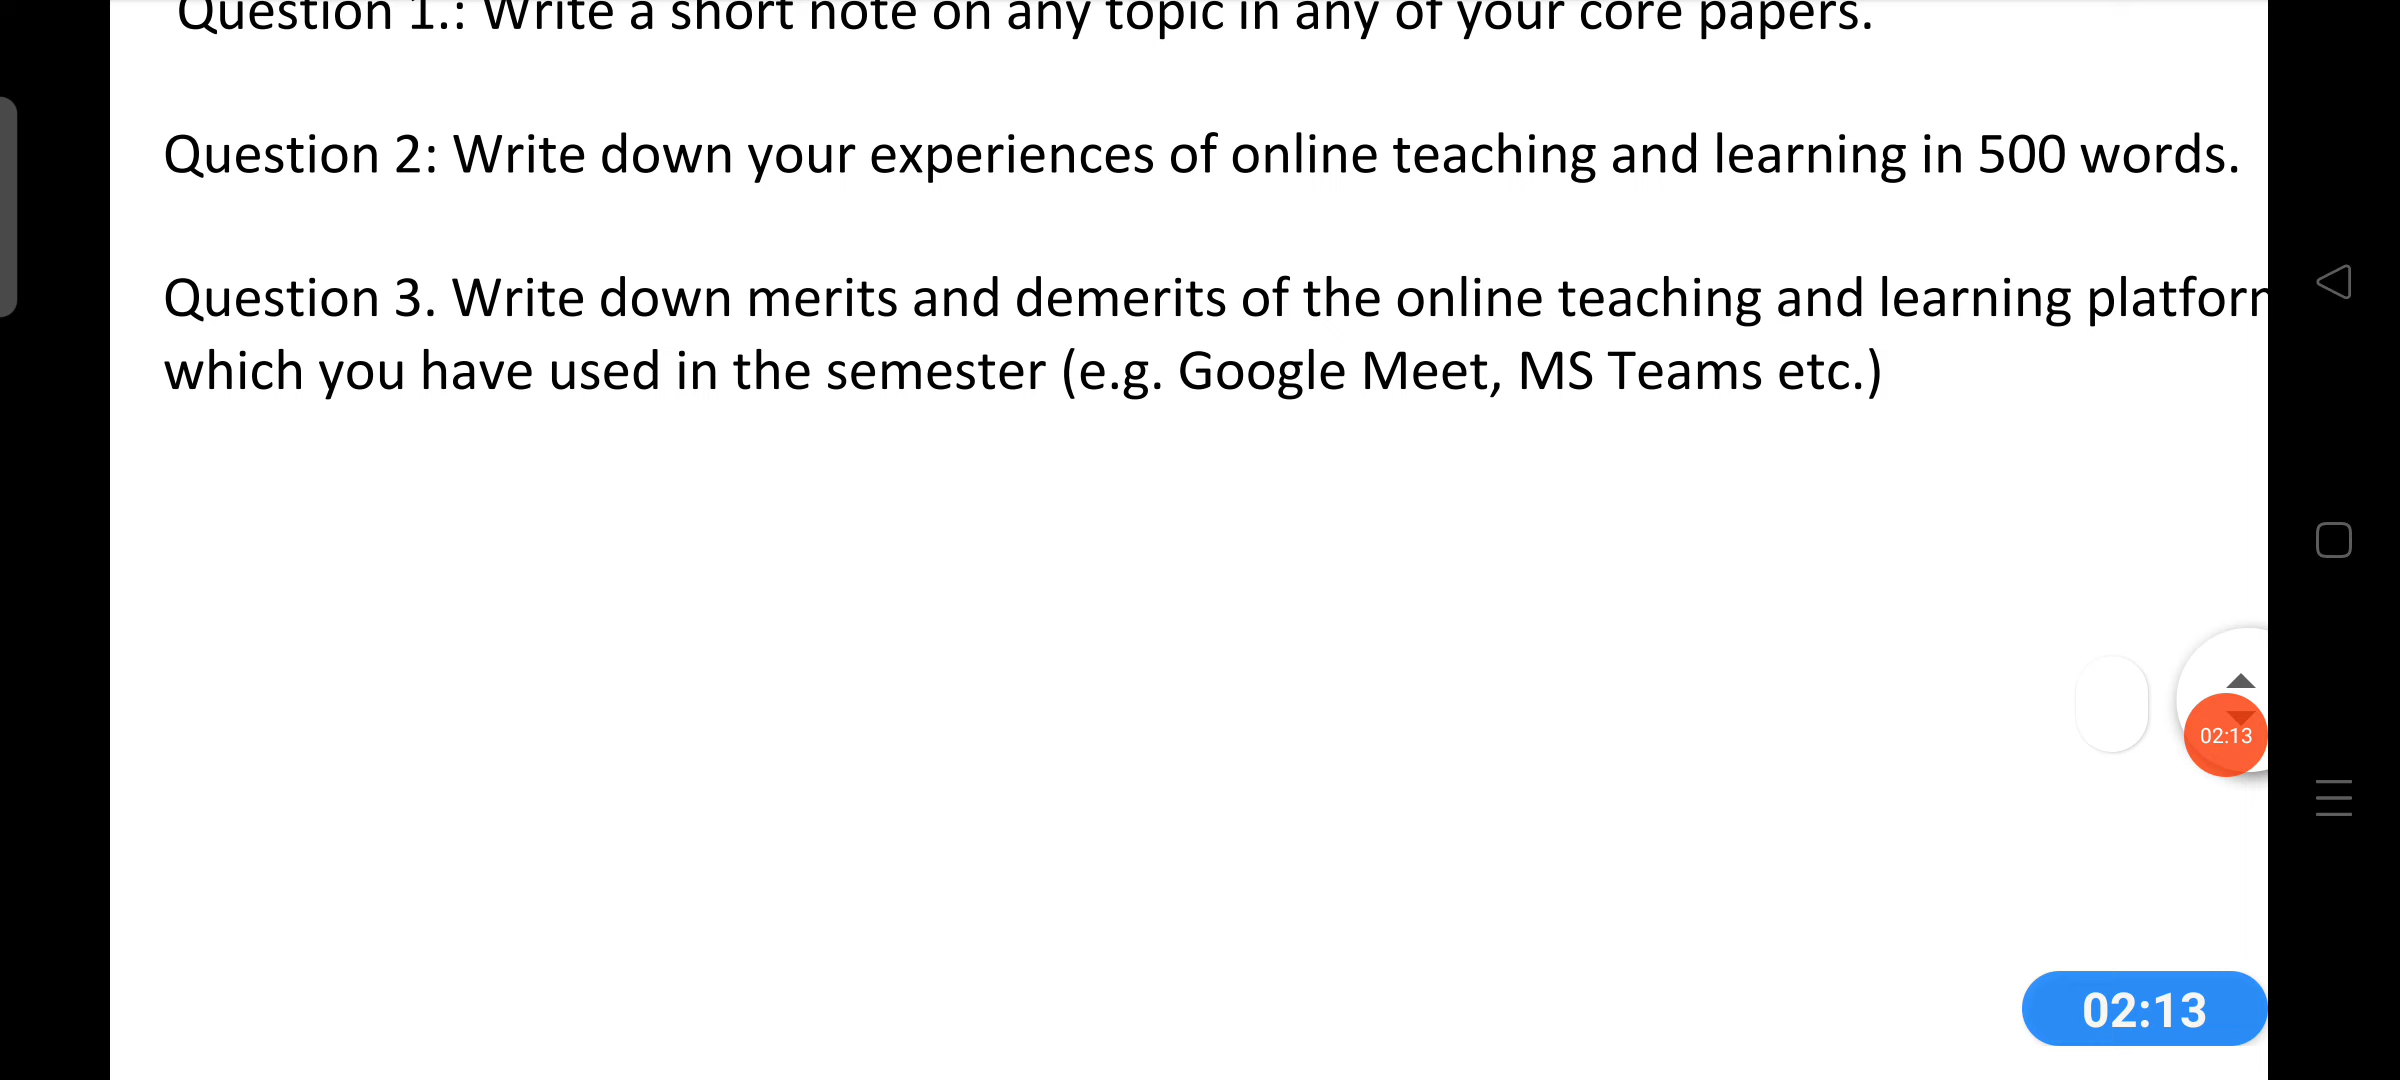 Question 1.: Write a short note on any topic in any of your core papers.
Question 2: Write down your experiences of online teaching and learning in 500 words.
Question 3. Write down merits and demerits of the online teaching and learning platform
which you have used in the semester (e.g. Google Meet, MS Teams etc.)
02:13
02:13